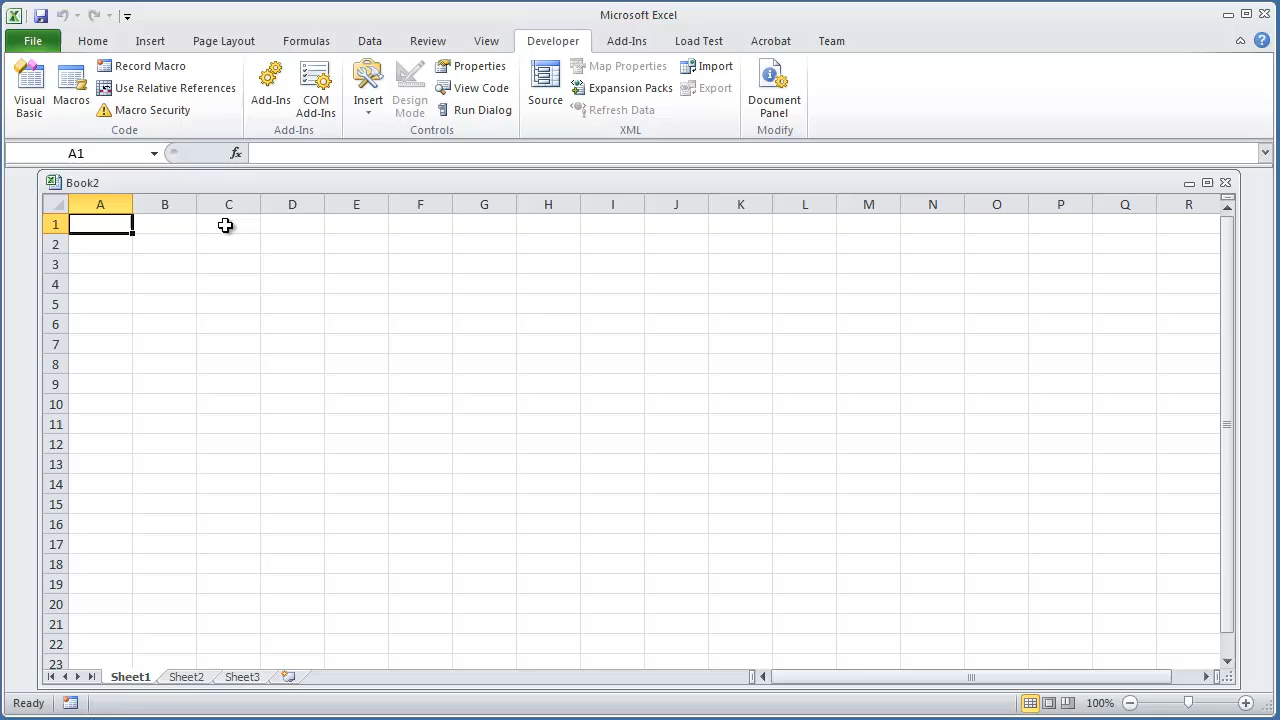 Microsoft Excel
File Home Insert Page Layout Formulas Data Review View Developer Add-Ins Load Test Acrobat Team
Visual Basic
Macros
Record Macro
Use Relative References
Macro Security
Code
Add-Ins
COM Add-Ins
Add-Ins
Insert
Design Mode
Properties
View Code
Run Dialog
Controls
Source
Map Properties
Expansion Packs
Refresh Data
Import
Export
XML
Document Panel
Modify
A1 fx
Book2
A B C D E F G H I J K L M N O P Q R
1
2
3
4
5
6
7
8
9
10
11
12
13
14
15
16
17
18
19
20
21
22
23
Sheet1 Sheet2 Sheet3
Ready 100%